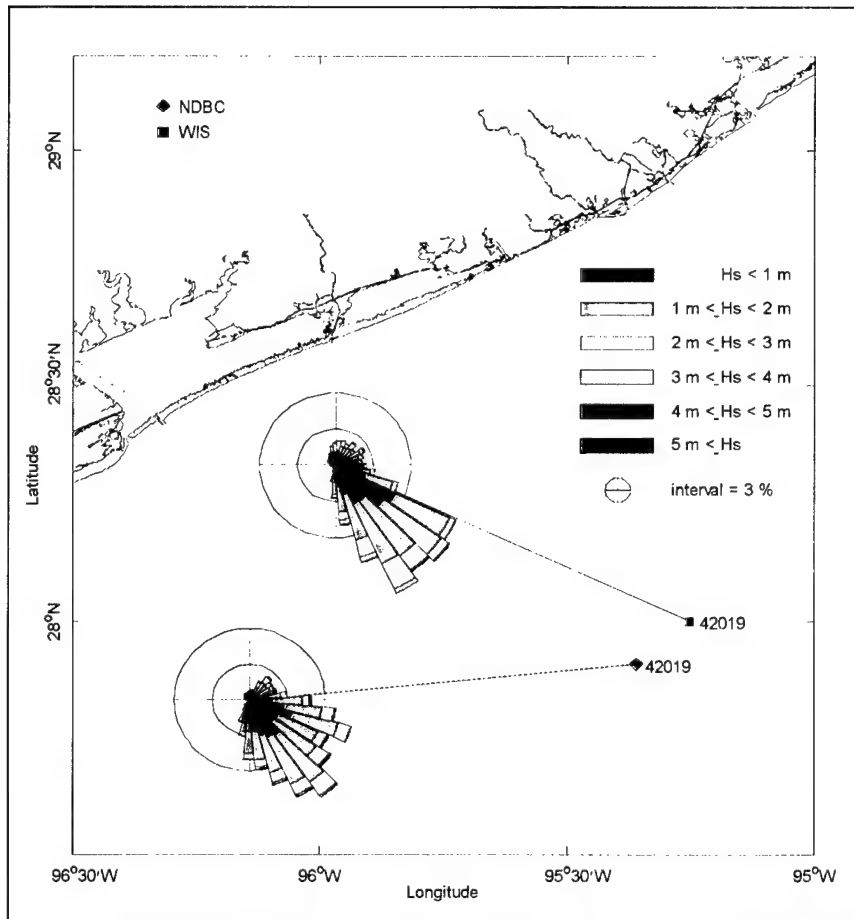 NDBC
WIS
29°N
Hs < 1 m
1 m <_Hs < 2 m
2 m <_Hs < 3 m
3 m <_Hs < 4 m
4 m <_Hs < 5 m
5 m <_Hs
interval = 3 %
28°30'N
Latitude
28°N
42019
42019
96°30'W
96°W
95°30'W
95°W
Longitude